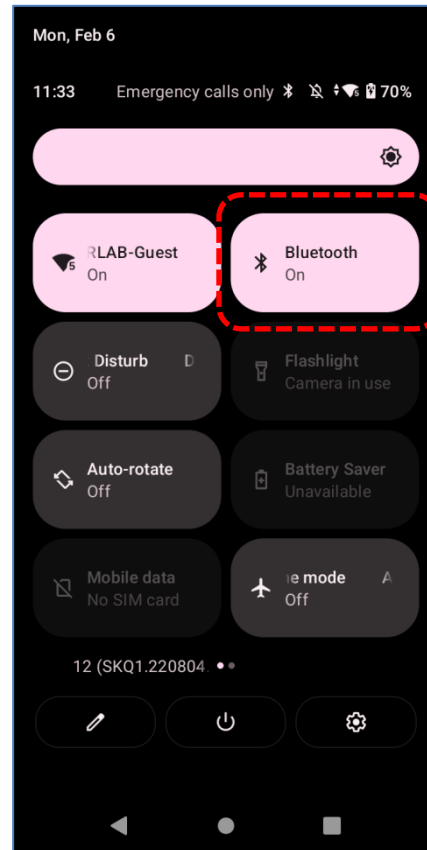 Mon, Feb 6
11:33 Emergency calls only 5 70%
RLAB-Guest
On
Bluetooth
On
Disturb D
Off
Flashlight
Camera in use
Auto-rotate
Off
Battery Saver
Unavailable
Mobile data
No SIM card
e mode A
Off
12 (SKQ1.220804.